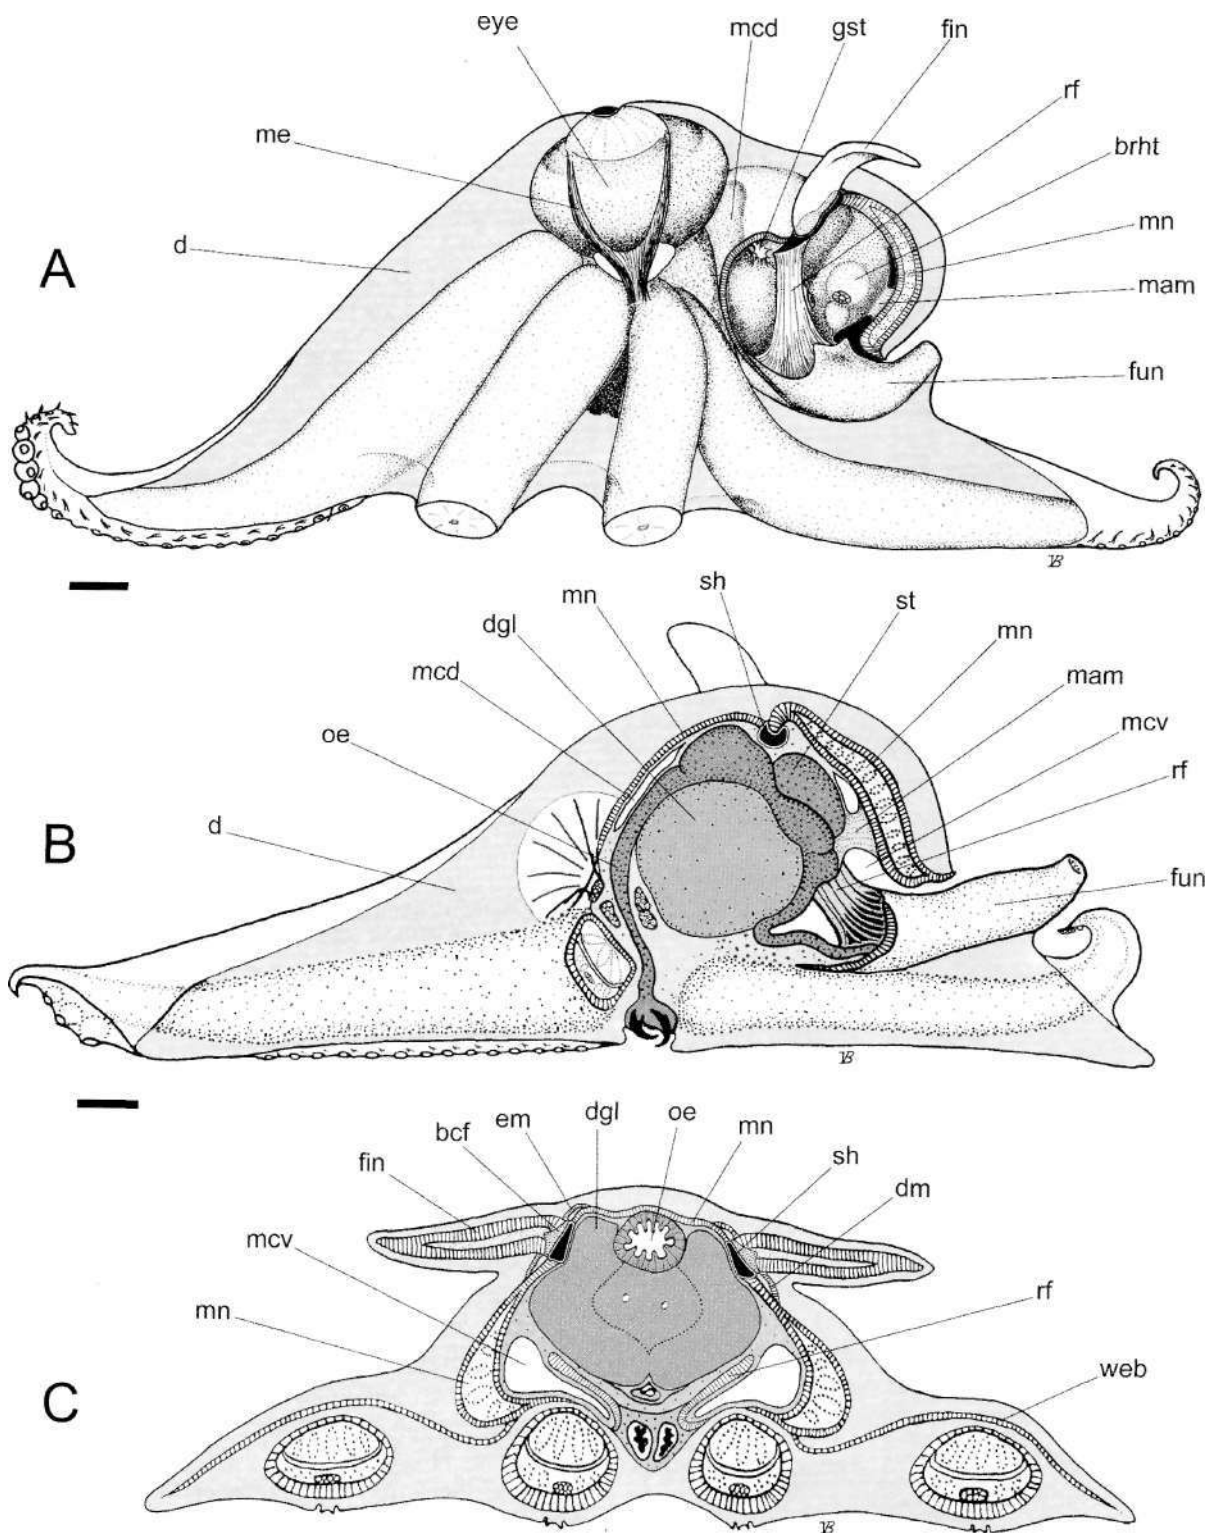 eye
mcd
gst
fin
rf
me
brht
mn
d
A
mam
fun
mn
sh
st
dgl
mn
mcd
mam
oe
mcv
rf
d
B
fun
em
dgl
oe
mn
bcf
sh
fin
dm
mcv
rf
mn
web
C